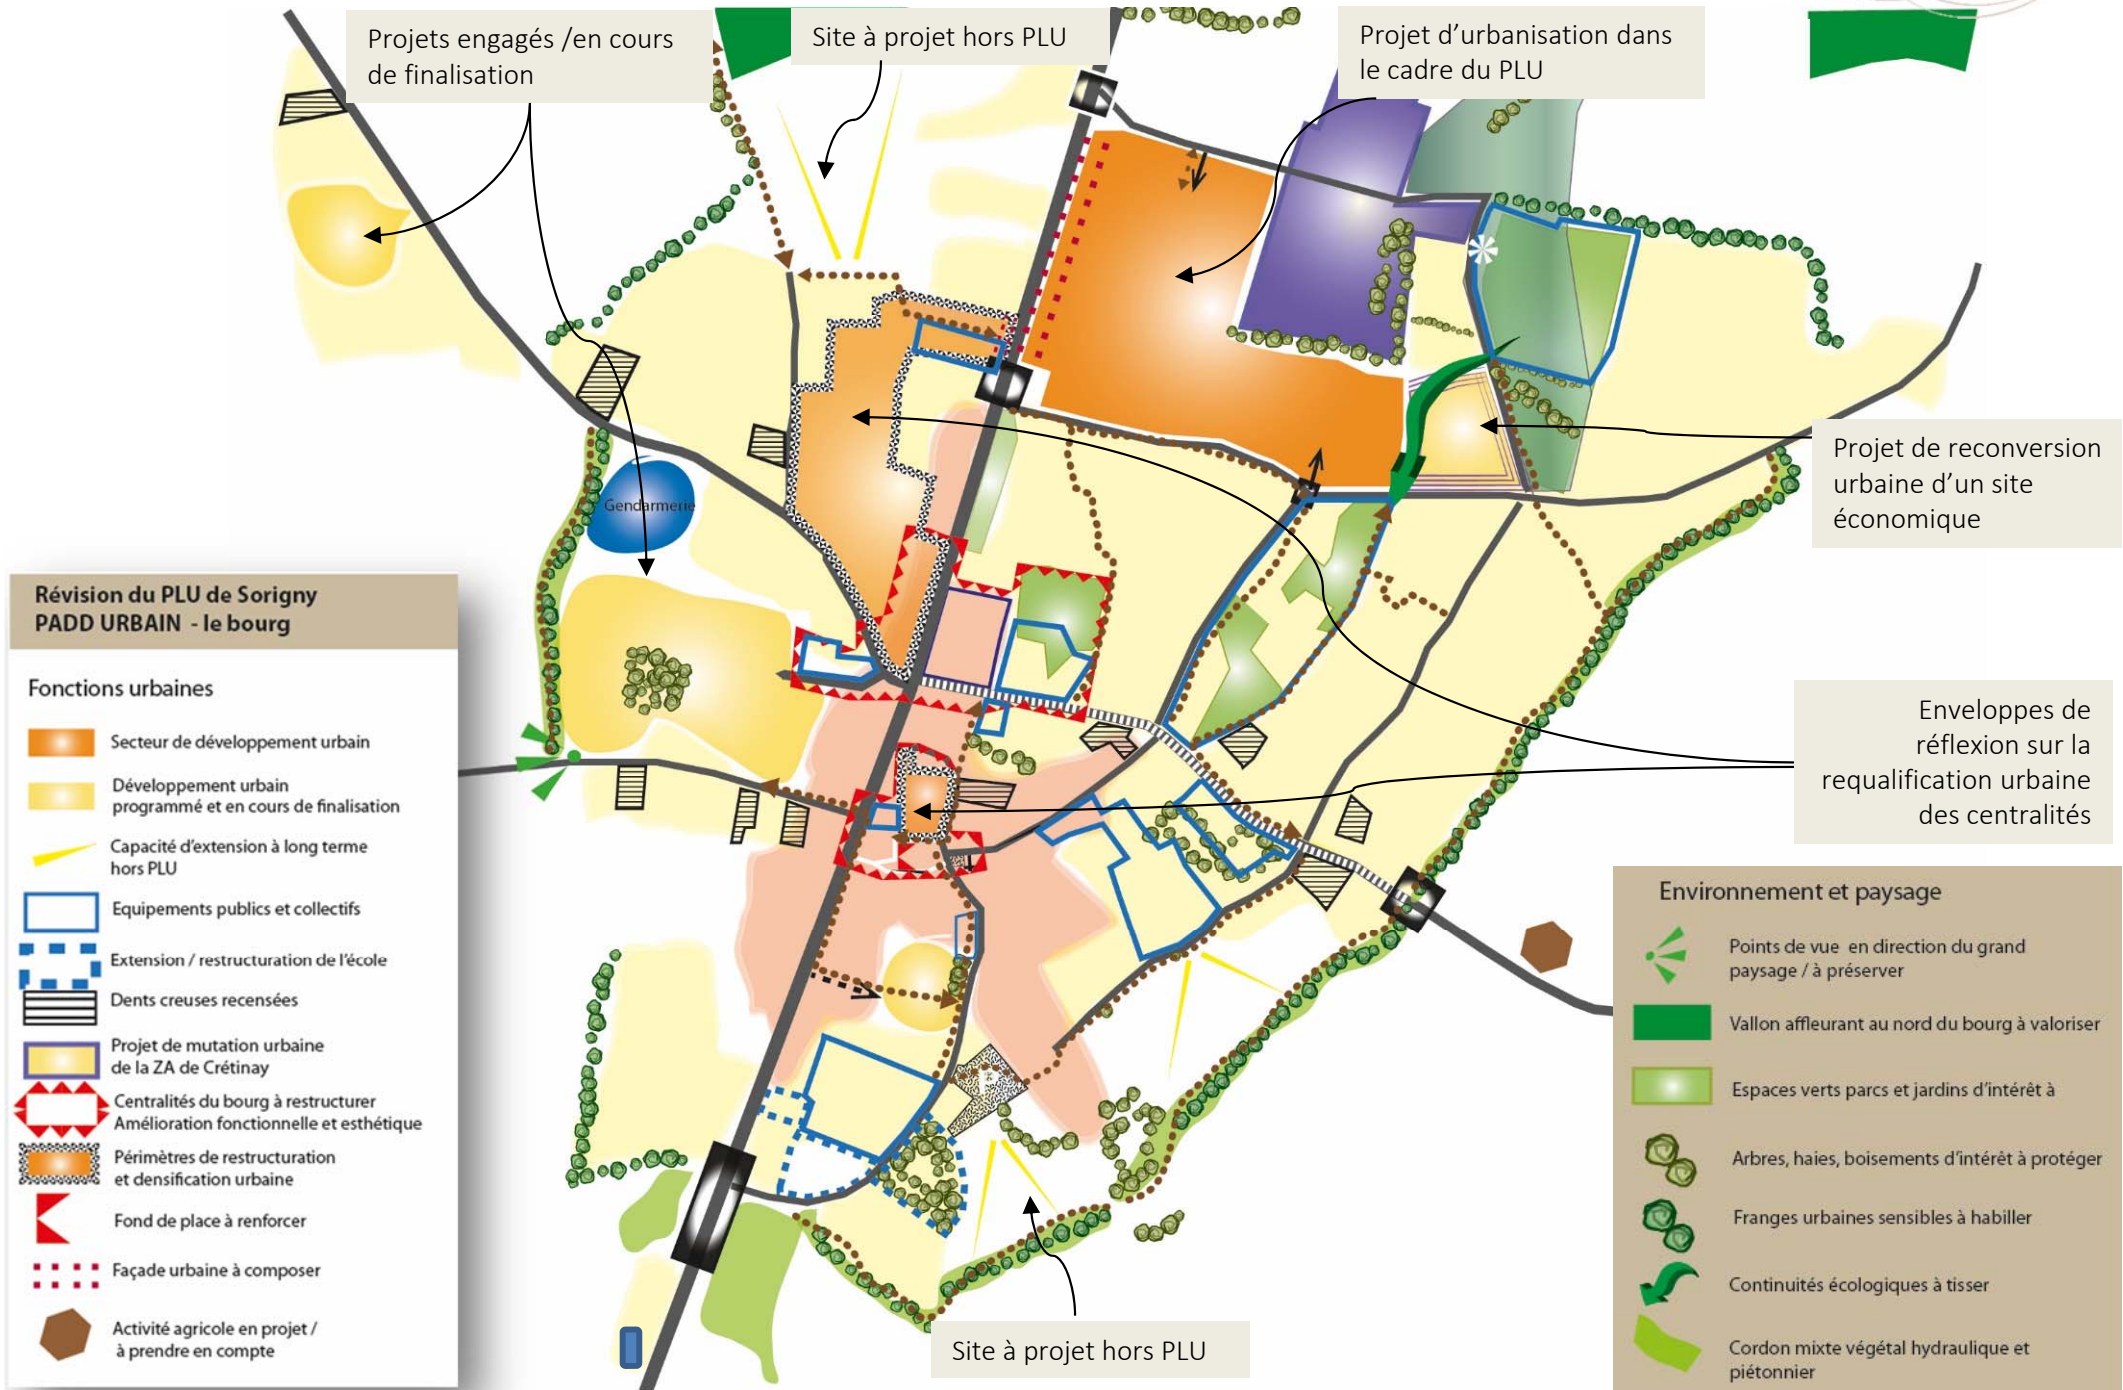 Projets engagés /en cours
de finalisation
Site à projet hors PLU
Projet d'urbanisation dans
le cadre du PLU
Projet de reconversion
urbaine d'un site
économique
Gendarmerie
Enveloppes de
réflexion sur la
requalification urbaine
des centralités
Site à projet hors PLU
Révision du PLU de Sorigny
PADD URBAIN - le bourg
Fonctions urbaines
Secteur de développement urbain
Développement urbain
programmé et en cours de finalisation
Capacité d'extension à long terme
hors PLU
Equipements publics et collectifs
Extension / restructuration de l'école
Dents creuses recensées
Projet de mutation urbaine
de la ZA de Crétinay
Centralités du bourg à restructurer
Amélioration fonctionnelle et esthétique
Périmètres de restructuration
et densification urbaine
Fond de place à renforcer
Façade urbaine à composer
Activité agricole en projet /
à prendre en compte
Environnement et paysage
Points de vue en direction du grand
paysage / à préserver
Vallon affleurant au nord du bourg à valoriser
Espaces verts parcs et jardins d'intérêt à
Arbres, haies, boisements d'intérêt à protéger
Franges urbaines sensibles à habiller
Continuités écologiques à tisser
Cordon mixte végétal hydraulique et
piétonnier